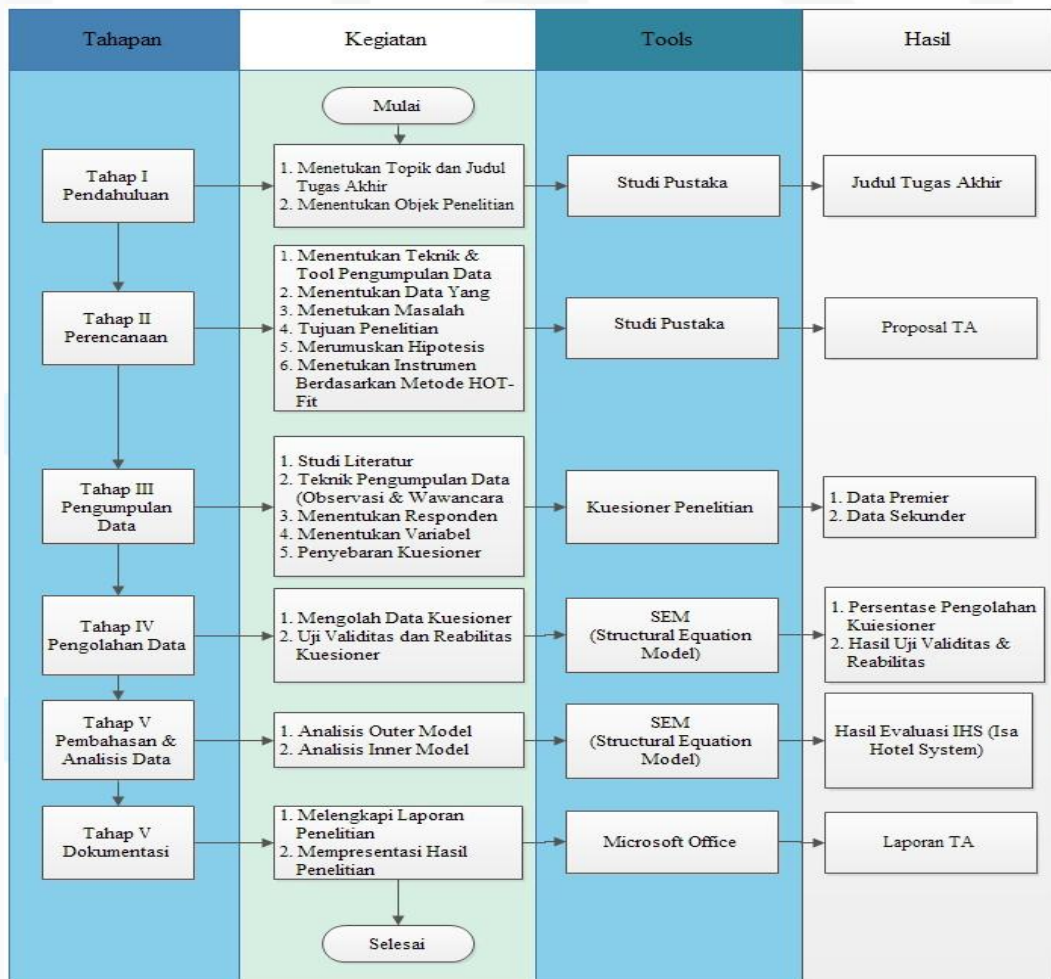 Tahapan
Kegiatan
Tools
Hasil
Mulai
Tahap I
Pendahuluan
1. Menetukan Topik dan Judul
Tugas Akhir
2. Menentukan Objek Penelitian
Studi Pustaka
Judul Tugas Akhir
Tahap II
Perencanaan
1. Menentukan Teknik &
Tool Pengumpulan Data
2. Menentukan Data Yang
3. Menetukan Masalah
4. Tujuan Penelitian
5. Merumuskan Hipotesis
6. Menetukan Instrumen
Berdasarkan Metode HOT-
Fit
Studi Pustaka
Proposal TA
Tahap III
Pengumpulan
Data
1. Studi Literatur
2. Teknik Pengumpulan Data
(Observasi & Wawancara
3. Menentukan Responden
4. Menentukan Variabel
5. Penyebaran Kuesioner
Kuesioner Penelitian
1. Data Premier
2. Data Sekunder
Tahap IV
Pengolahan Data
1. Mengolah Data Kuesioner
2. Uji Validitas dan Reabilitas
Kuesioner
SEM
(Structural Equation
Model)
1. Persentase Pengolahan
Kuiesioner
2. Hasil Uji Validitas &
Reabilitas
Tahap V
Pembahasan &
Analisis Data
1. Analisis Outer Model
2. Analisis Inner Model
SEM
(Structural Equation
Model)
Hasil Evaluasi IHS (Isa
Hotel System)
Tahap V
Dokumentasi
1. Melengkapi Laporan
Penelitian
2. Mempresentasi Hasil
Penelitian
Microsoft Office
Laporan TA
Selesai